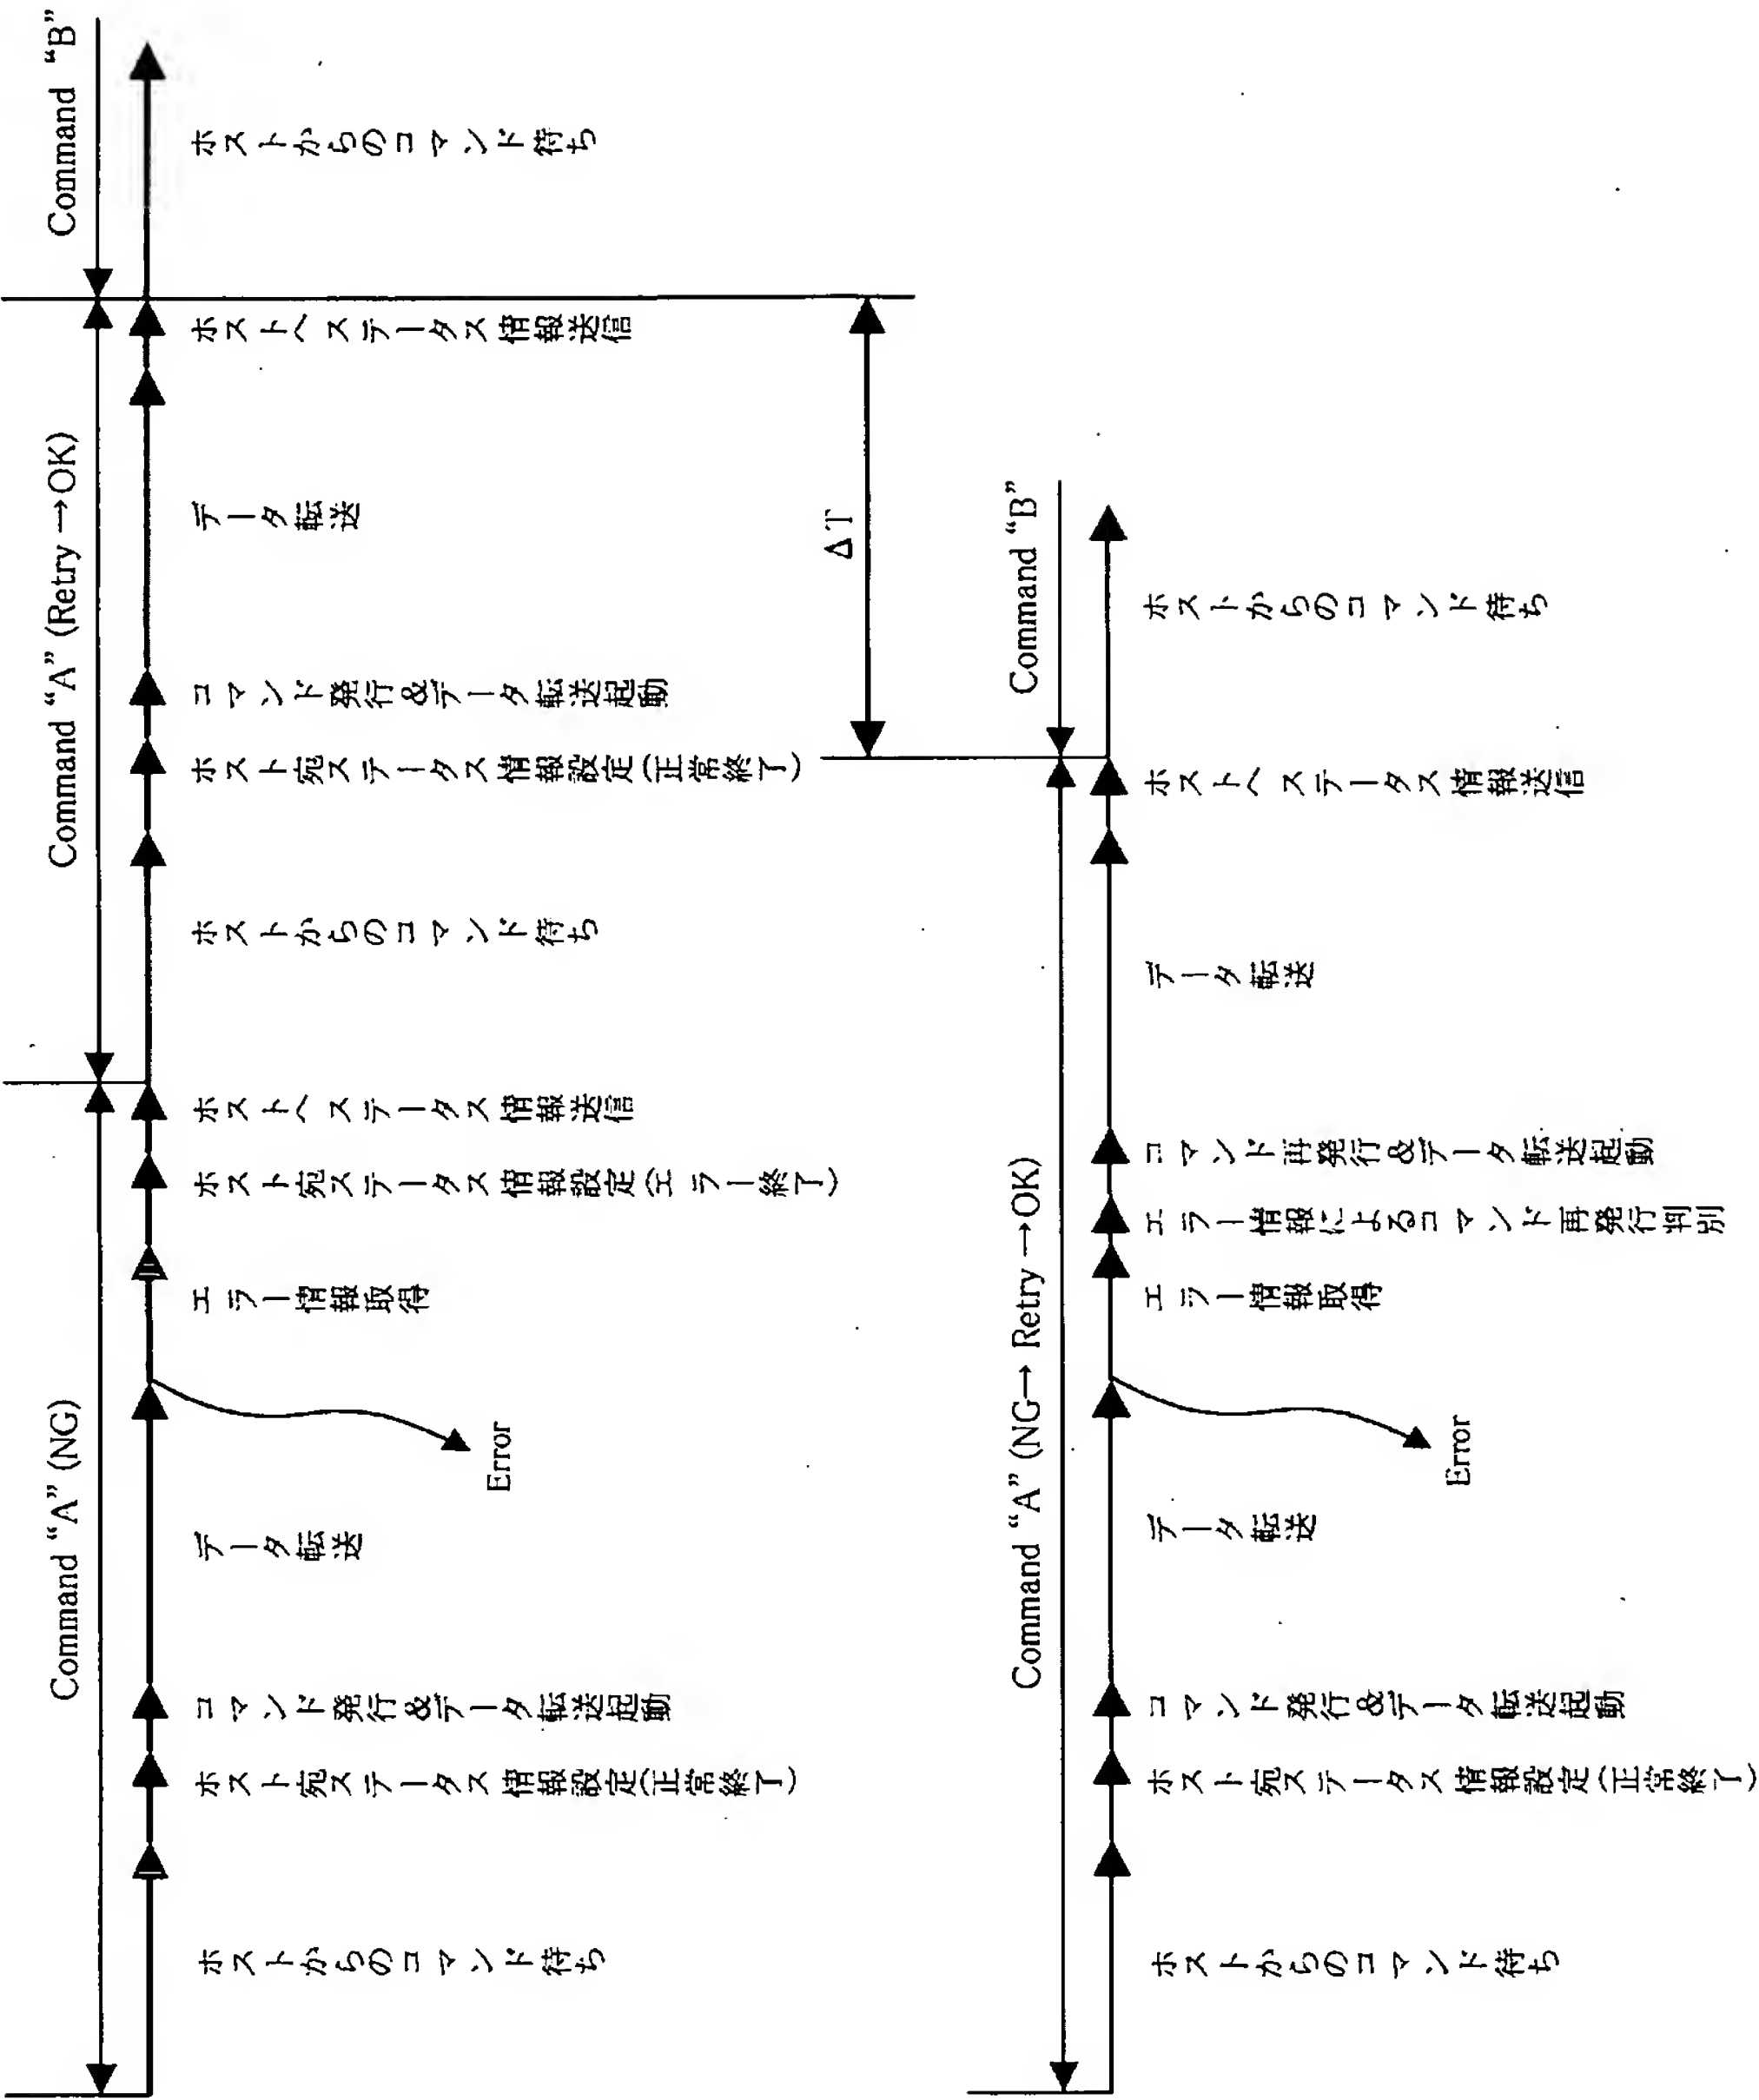 Command “A” (NG)
Command “A” (Retry →OK)
Command “B”
ホストからのコマンド待ち
ホスト宛ステータス情報設定(正常終了)
コマンド発行&データ転送起動
データ転送
Error
エラー情報取得
ホスト宛ステータス情報設定(エラー終了)
ホストへステータス情報送信
ホストからのコマンド待ち
ホスト宛ステータス情報設定(正常終了)
コマンド発行&データ転送起動
データ転送
ホストへステータス情報送信
ホストからのコマンド待ち
ΔT
Command “A” (NG→ Retry →OK)
Command “B”
ホストからのコマンド待ち
ホスト宛ステータス情報設定(正常終了)
コマンド発行&データ転送起動
データ転送
Error
エラー情報取得
エラー情報によるコマンド再発行判別
コマンド再発行&データ転送起動
データ転送
ホストへステータス情報送信
ホストからのコマンド待ち